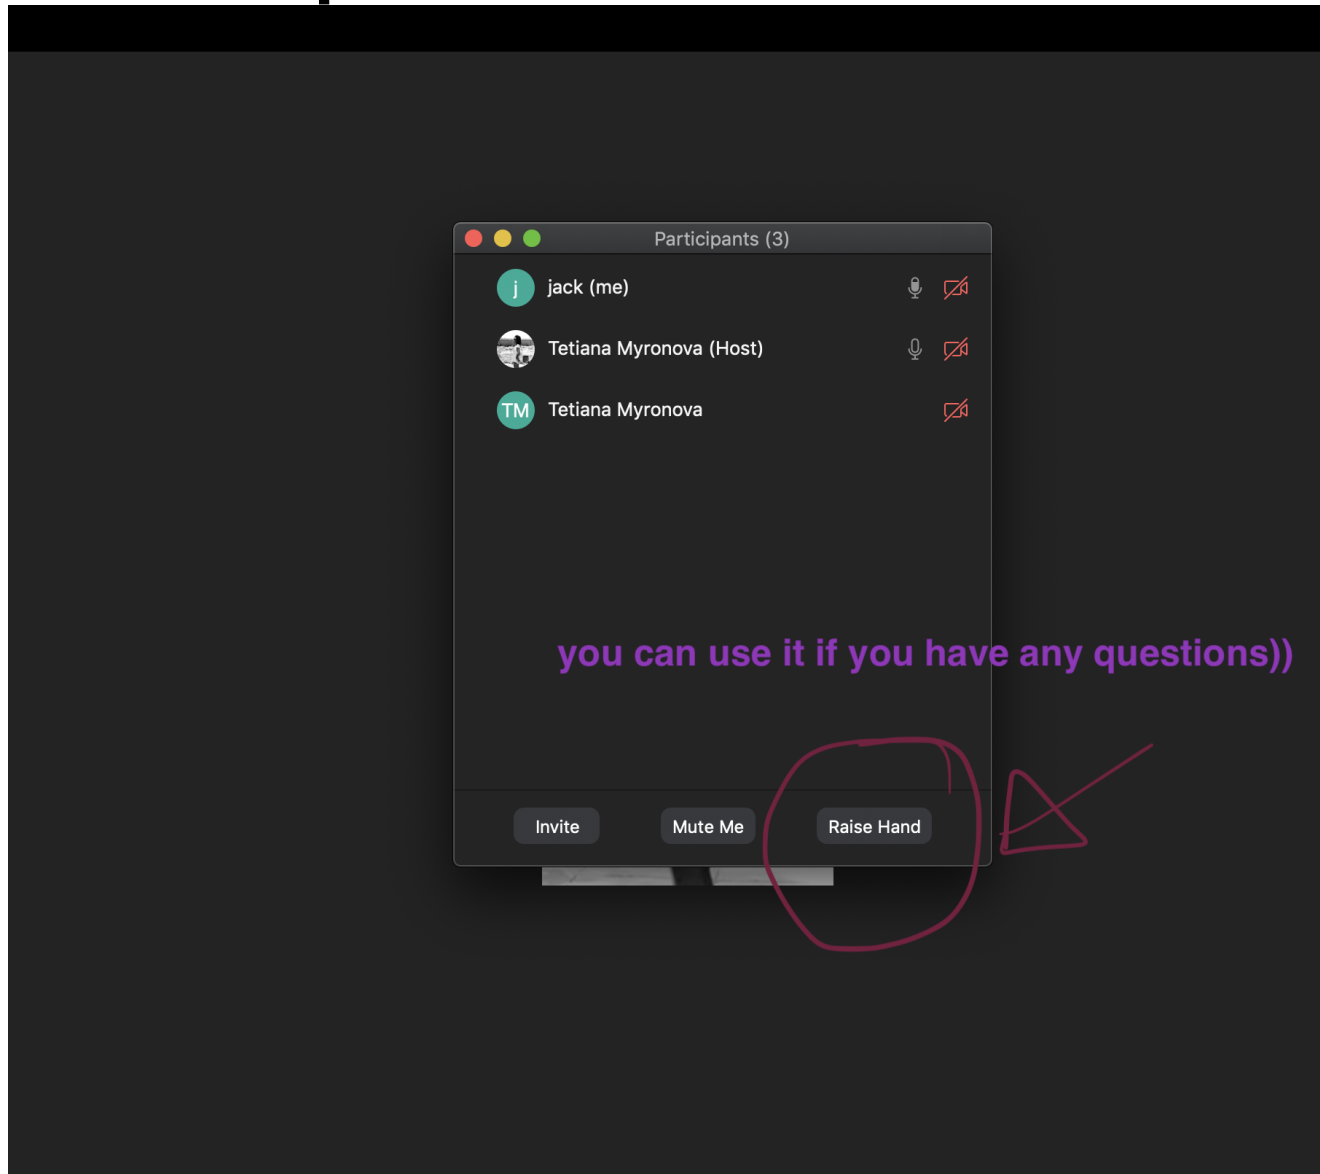 Participants (3)
j
jack (me)
Tetiana Myronova (Host)
TM
Tetiana Myronova
you can use it if you have any questions))
Invite
Mute Me
Raise Hand